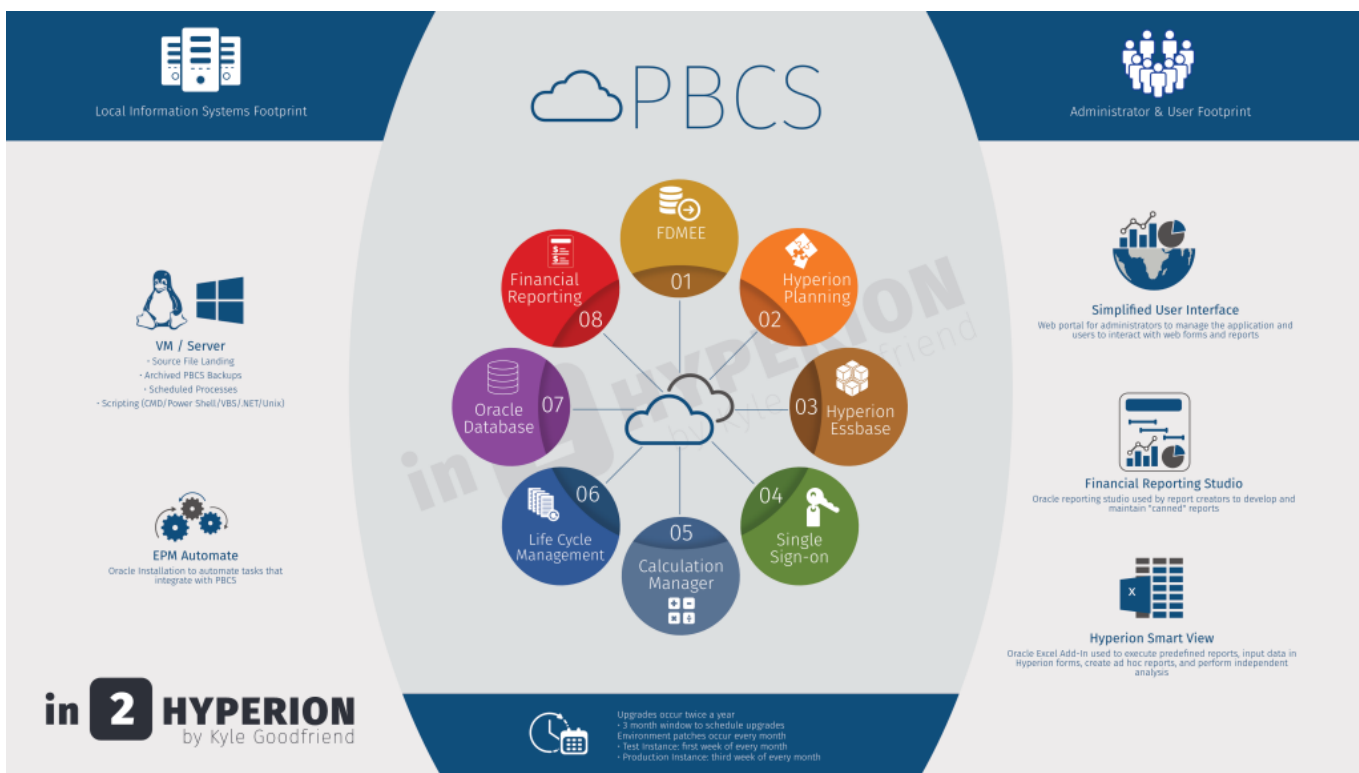 Local Information Systems Footprint
PBCS
Administrator & User Footprint
VM / Server
· Source File Landing
· Archived PBCS Backups
· Scheduled Processes
· Scripting (CMD/Power Shell/VBS/.NET/Unix)
EPM Automate
Oracle Installation to automate tasks that
integrate with PBCS
in 2 HYPERION
by Kyle Goodfriend
FDMEE
01
Hyperion
Planning
02
03
Hyperion
Essbase
04
Single
Sign-on
05
Calculation
Manager
06
Life Cycle
Management
07
Oracle
Database
Financial
Reporting
08
in 2 HYPERION
by Kyle Goodfriend
Simplified User Interface
Web portal for administrators to manage the application and
users to interact with web forms and reports
Financial Reporting Studio
Oracle reporting studio used by report creators to develop and
maintain "canned" reports
X
Hyperion Smart View
Oracle Excel Add-In used to execute predefined reports, input data in
Hyperion forms, create ad hoc reports, and perform independent
analysis
Upgrades occur twice a year
· 3 month window to schedule upgrades
Environment patches occur every month
· Test Instance: first week of every month
· Production Instance: third week of every month